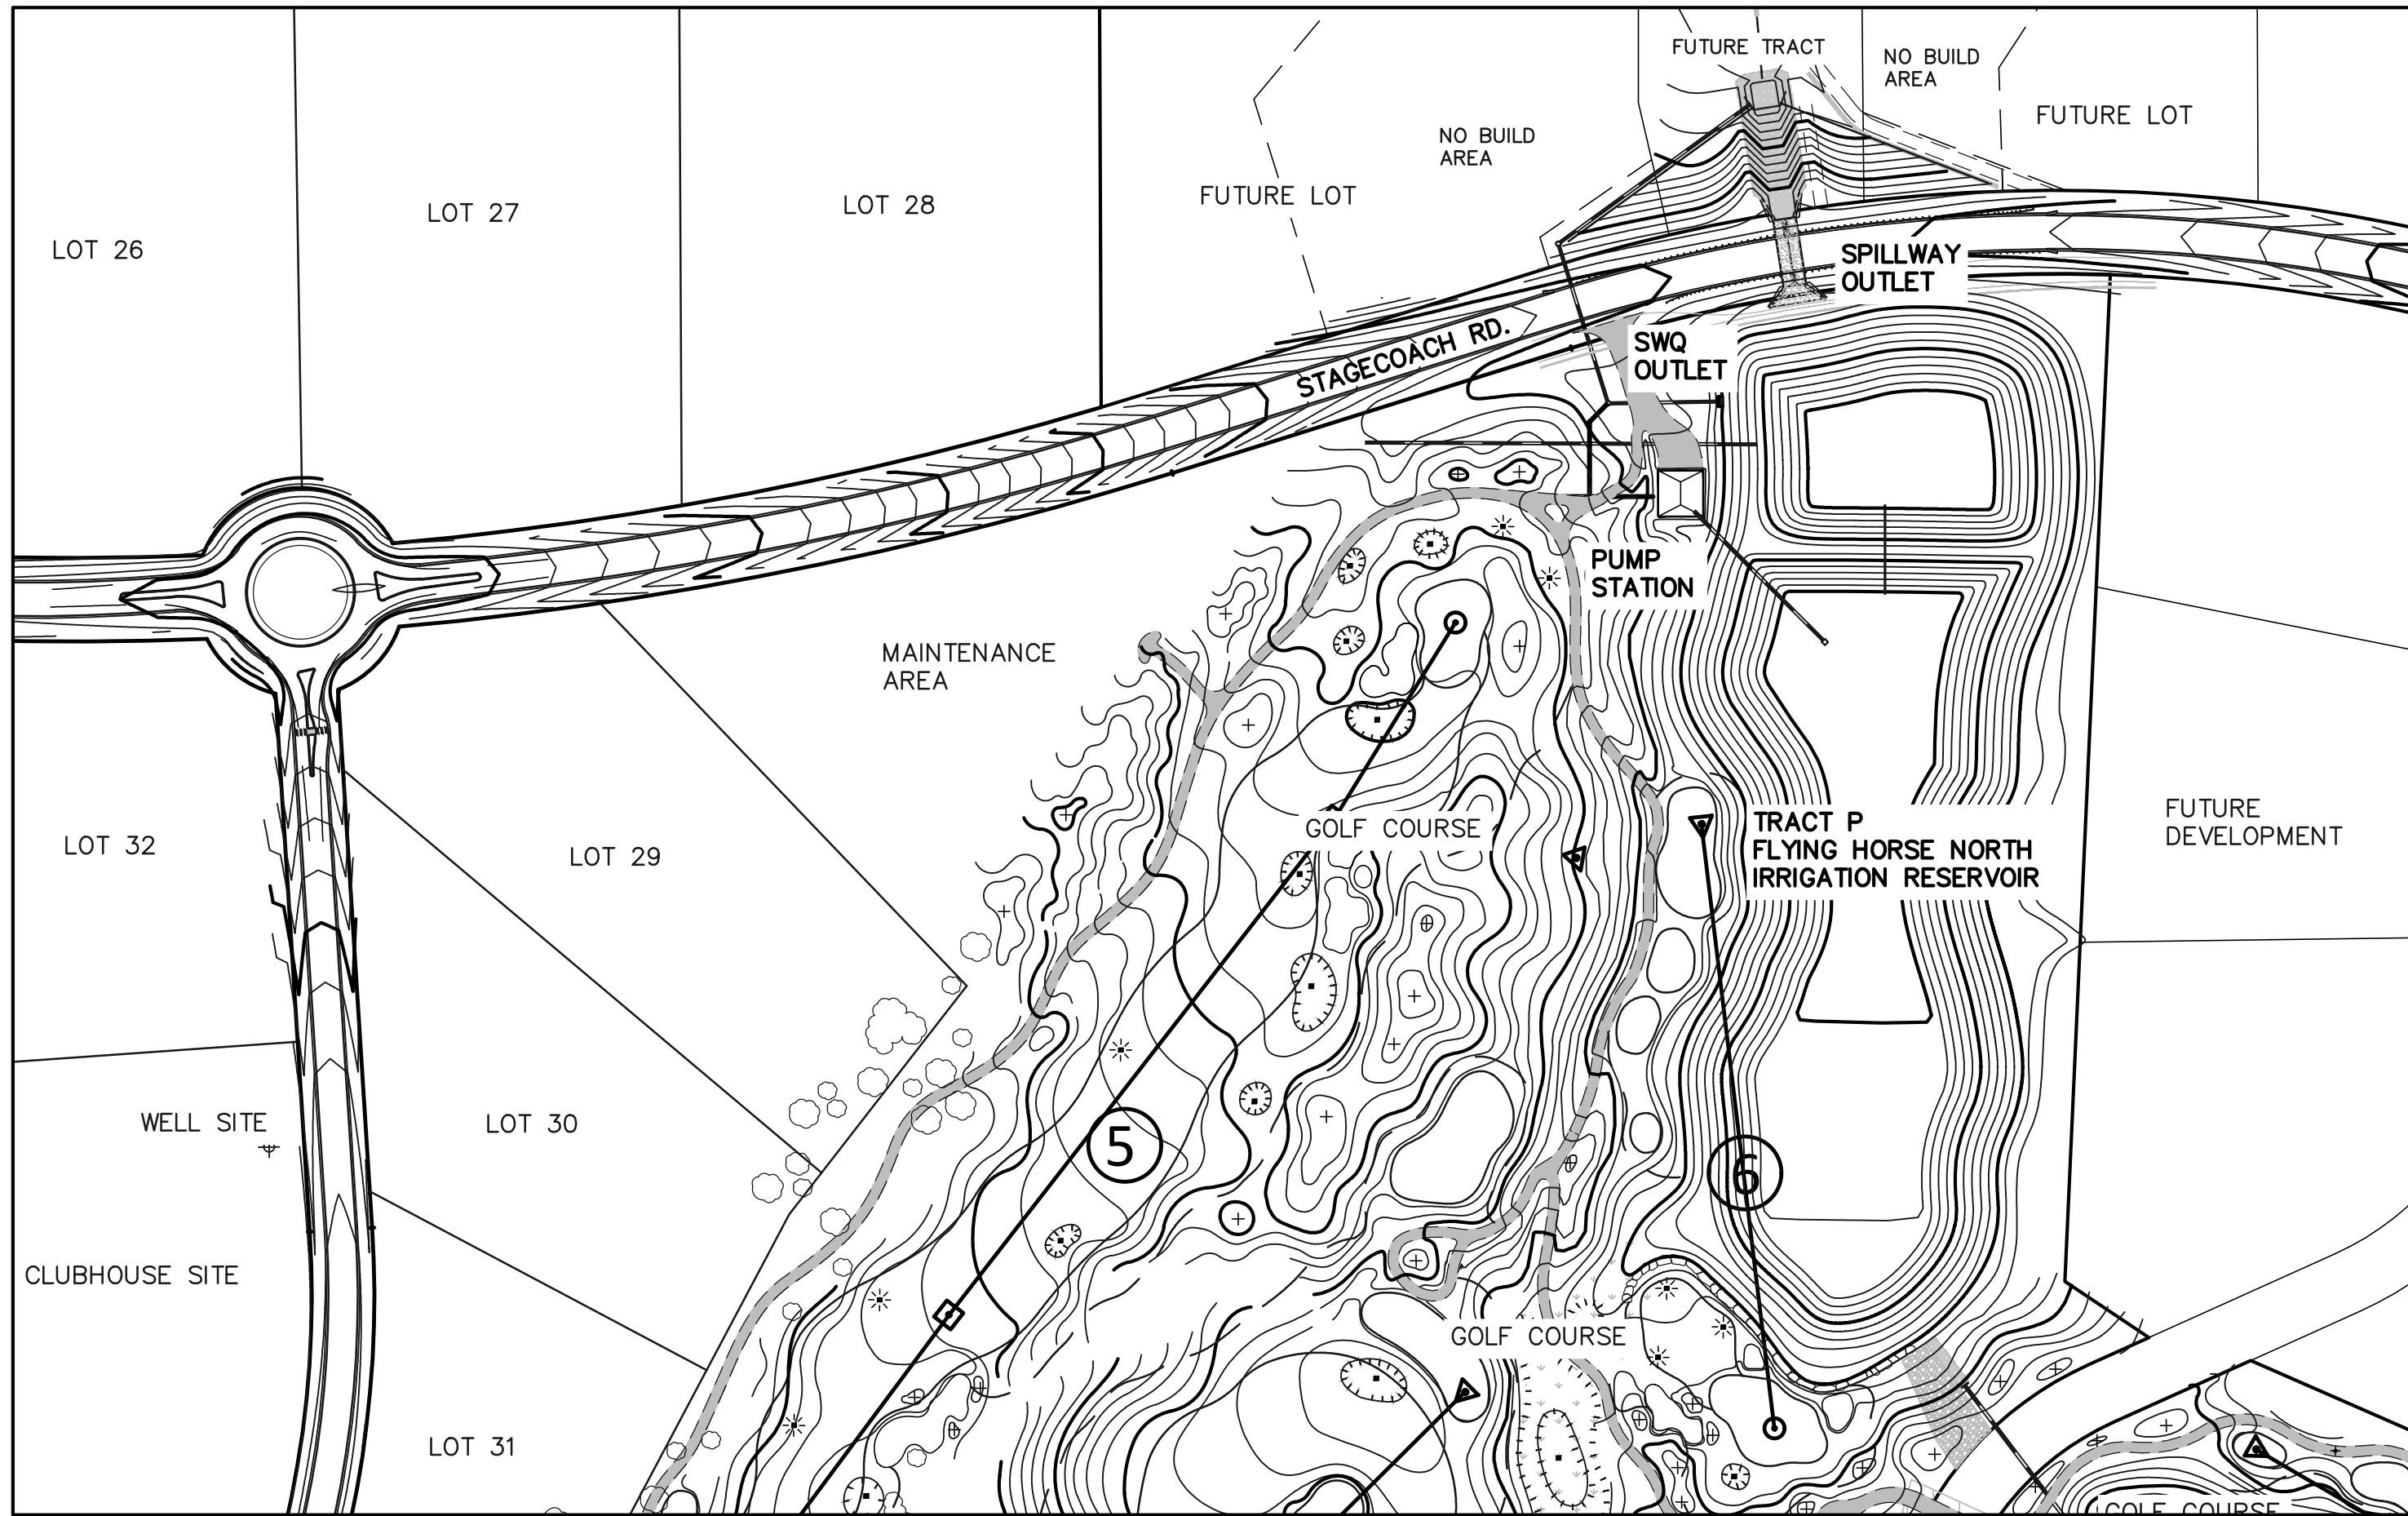 FUTURE TRACT
NO BUILD
AREA
FUTURE LOT
NO BUILD
AREA
FUTURE LOT
LOT 28
LOT 27
LOT 26
SPILLWAY
OUTLET
STAGECOACH RD.
SWQ
OUTLET
PUMP
STATION
MAINTENANCE
AREA
GOLF COURSE
TRACT P
FLYING HORSE NORTH
IRRIGATION RESERVOIR
FUTURE
DEVELOPMENT
LOT 32
LOT 29
WELL SITE
LOT 30
5
6
CLUBHOUSE SITE
GOLF COURSE
LOT 31
GOLF COURSE